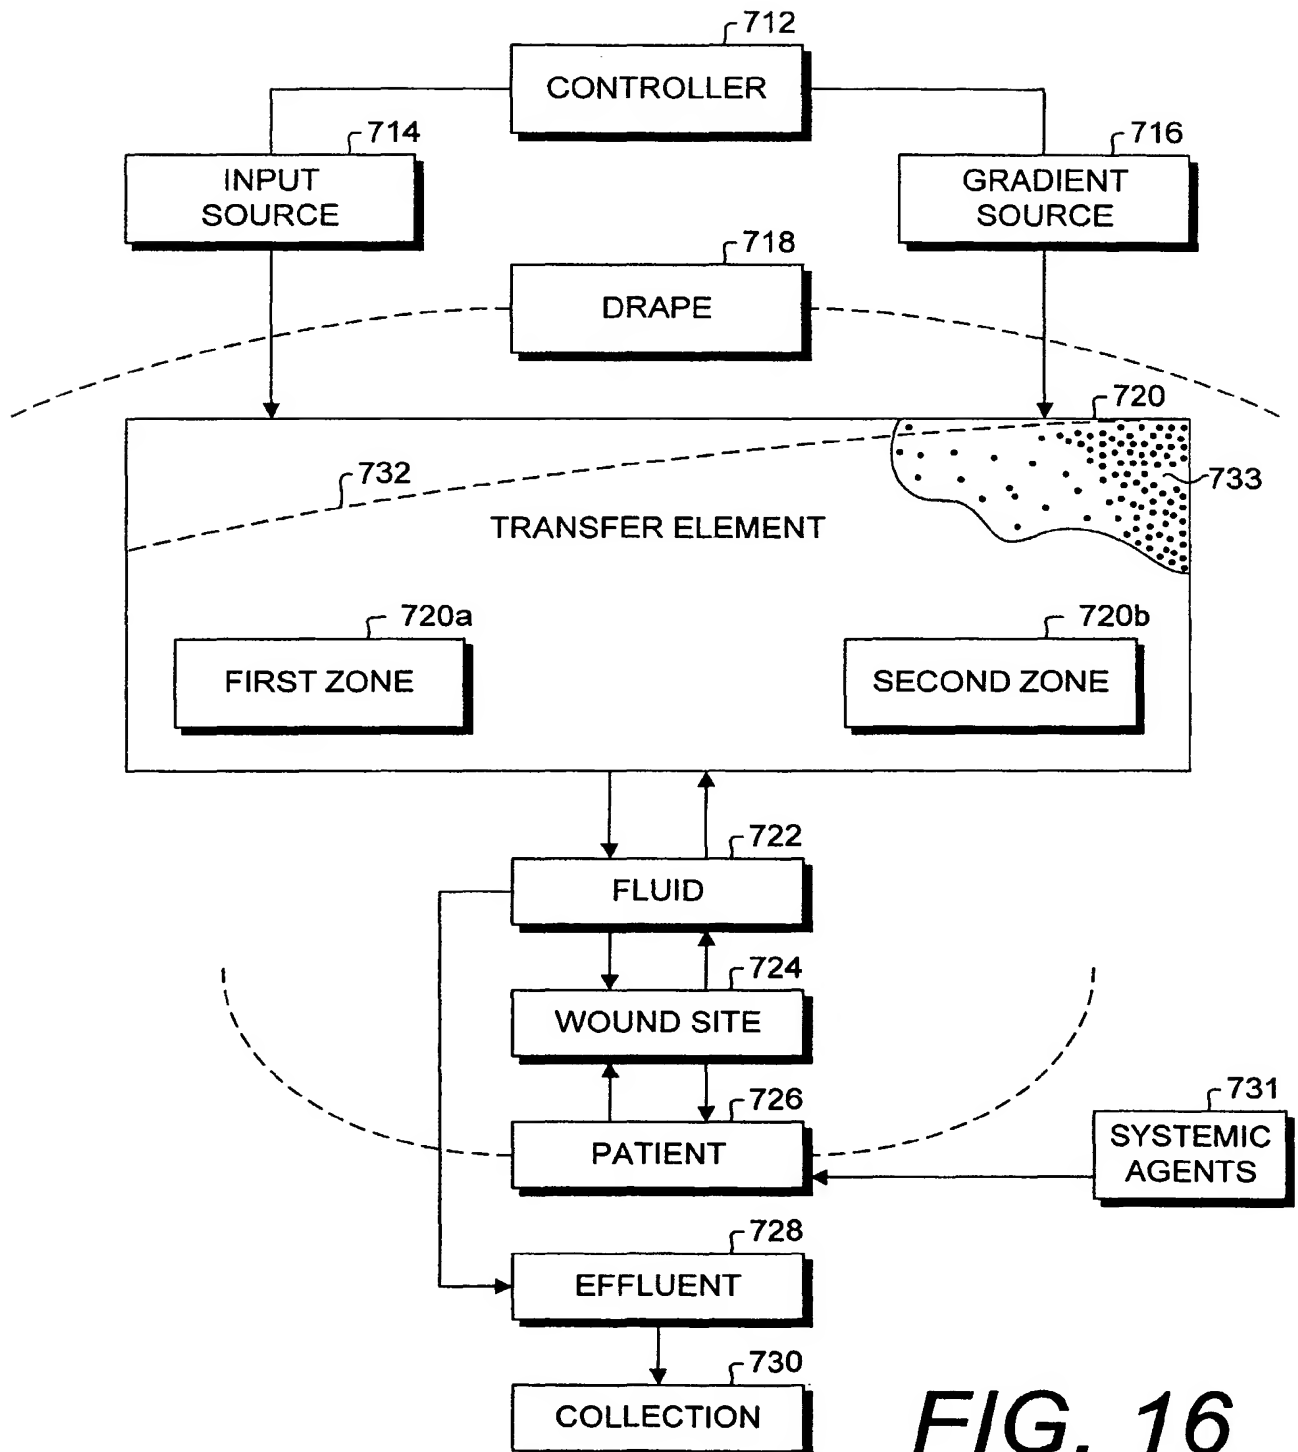 712
CONTROLLER
714
716
INPUT
SOURCE
GRADIENT
SOURCE
718
DRAPE
720
732
733
TRANSFER ELEMENT
720a
720b
FIRST ZONE
SECOND ZONE
722
FLUID
724
WOUND SITE
726
731
PATIENT
SYSTEMIC
AGENTS
728
EFFLUENT
730
COLLECTION
FIG. 16